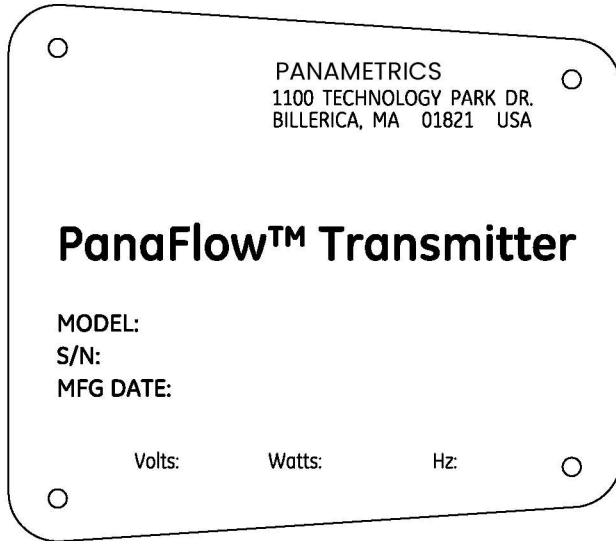 PANAMETRICS
1100 TECHNOLOGY PARK DR.
BILLERICA, MA 01821 USA
PanaFlow™ Transmitter
MODEL:
S/N:
MFG DATE:
Volts: Watts: Hz: